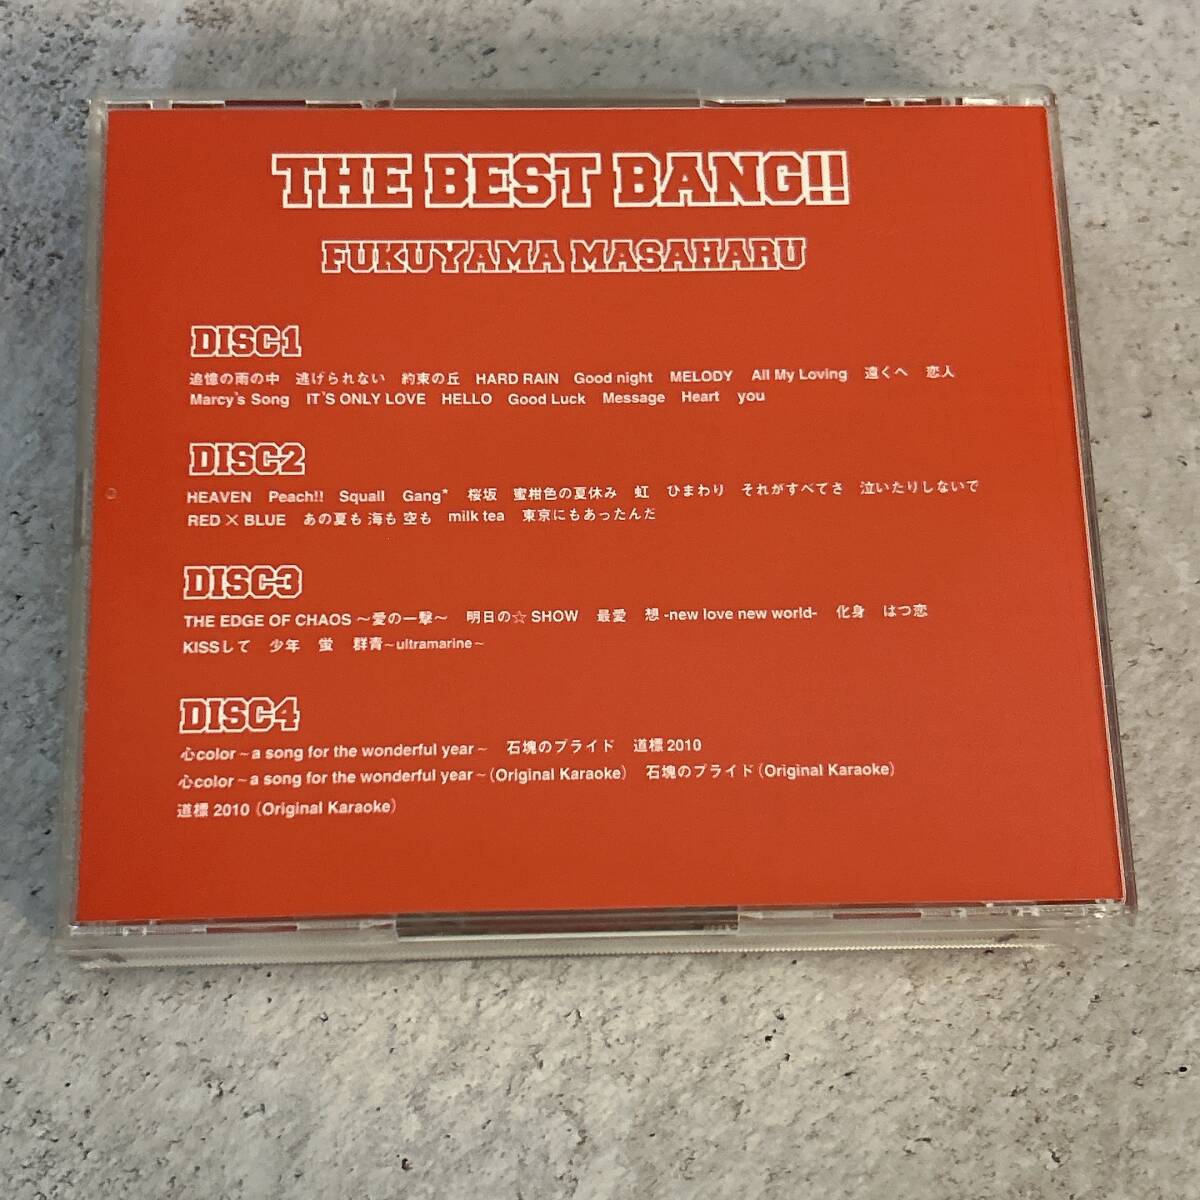 THE BEST BANG!!
FUKUYAMA MASAHARU
DISC1
追憶の雨の中 逃げられない 約束の丘 HARD RAIN Good night MELODY All My Loving 遠くへ 恋人
Marcy's Song IT'S ONLY LOVE HELLO Good Luck Message Heart you
DISC2
HEAVEN Peach!! Squall Gang* 桜坂 蜜柑色の夏休み 虹 ひまわり それがすべてさ 泣いたりしないで
RED×BLUE あの夏も 海も 空も milk tea 東京にもあったんだ
DISC3
THE EDGE OF CHAOS ～愛の一撃～ 明日の☆SHOW 最愛 想 -new love new world- 化身 はつ恋
KISSして 少年 蛍 群青～ultramarine～
DISC4
心color～a song for the wonderful year～ 石塊のプライド 道標 2010
心color～a song for the wonderful year～(Original Karaoke) 石塊のプライド(Original Karaoke)
道標 2010 (Original Karaoke)